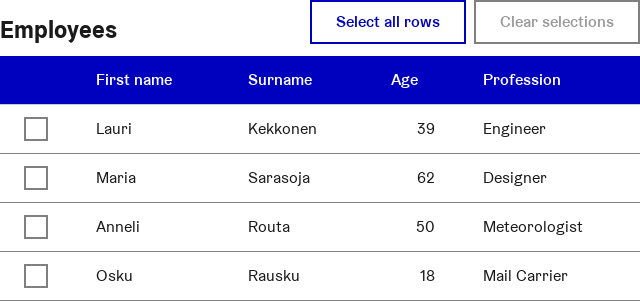 Employees
Select all rows
Clear selections
First name Surname Age Profession
Lauri Kekkonen 39 Engineer
Maria Sarasoja 62 Designer
Anneli Routa 50 Meteorologist
Osku Rausku 18 Mail Carrier